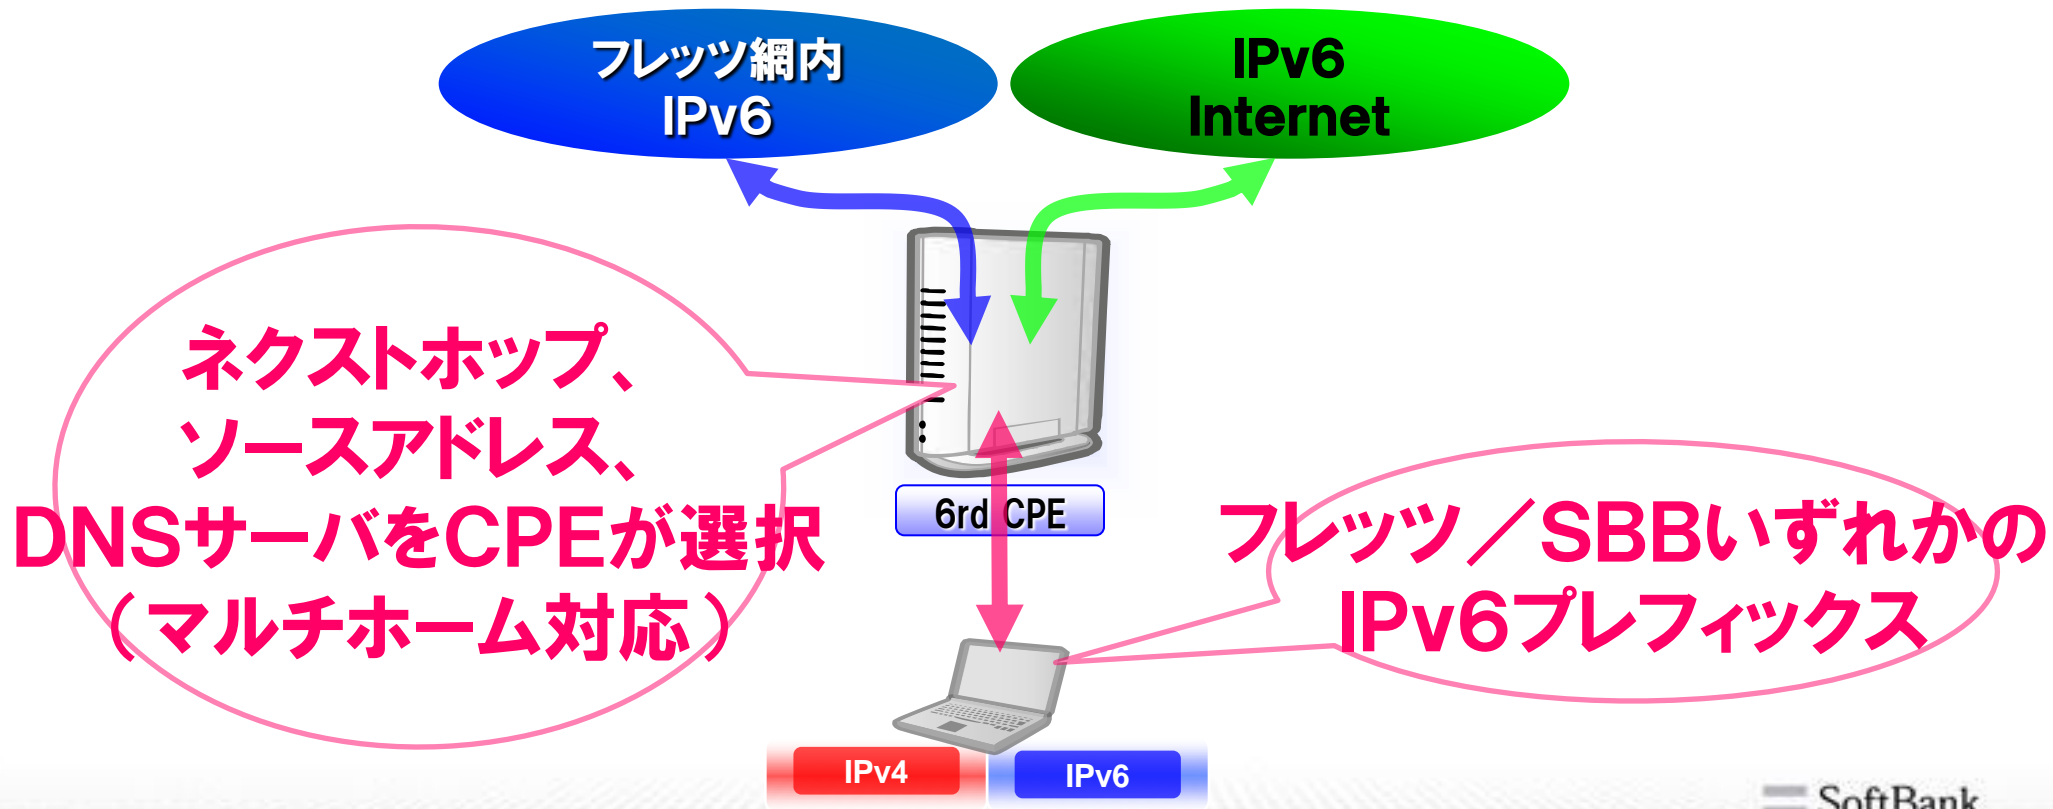 フレッツ網内
IPv6
IPv6
Internet
ネクストホップ、
ソースアドレス、
DNSサーバをCPEが選択
（マルチホーム対応）
6rd CPE
フレッツ／SBBいずれかの
IPv6プレフィックス
IPv4
IPv6
SoftBank